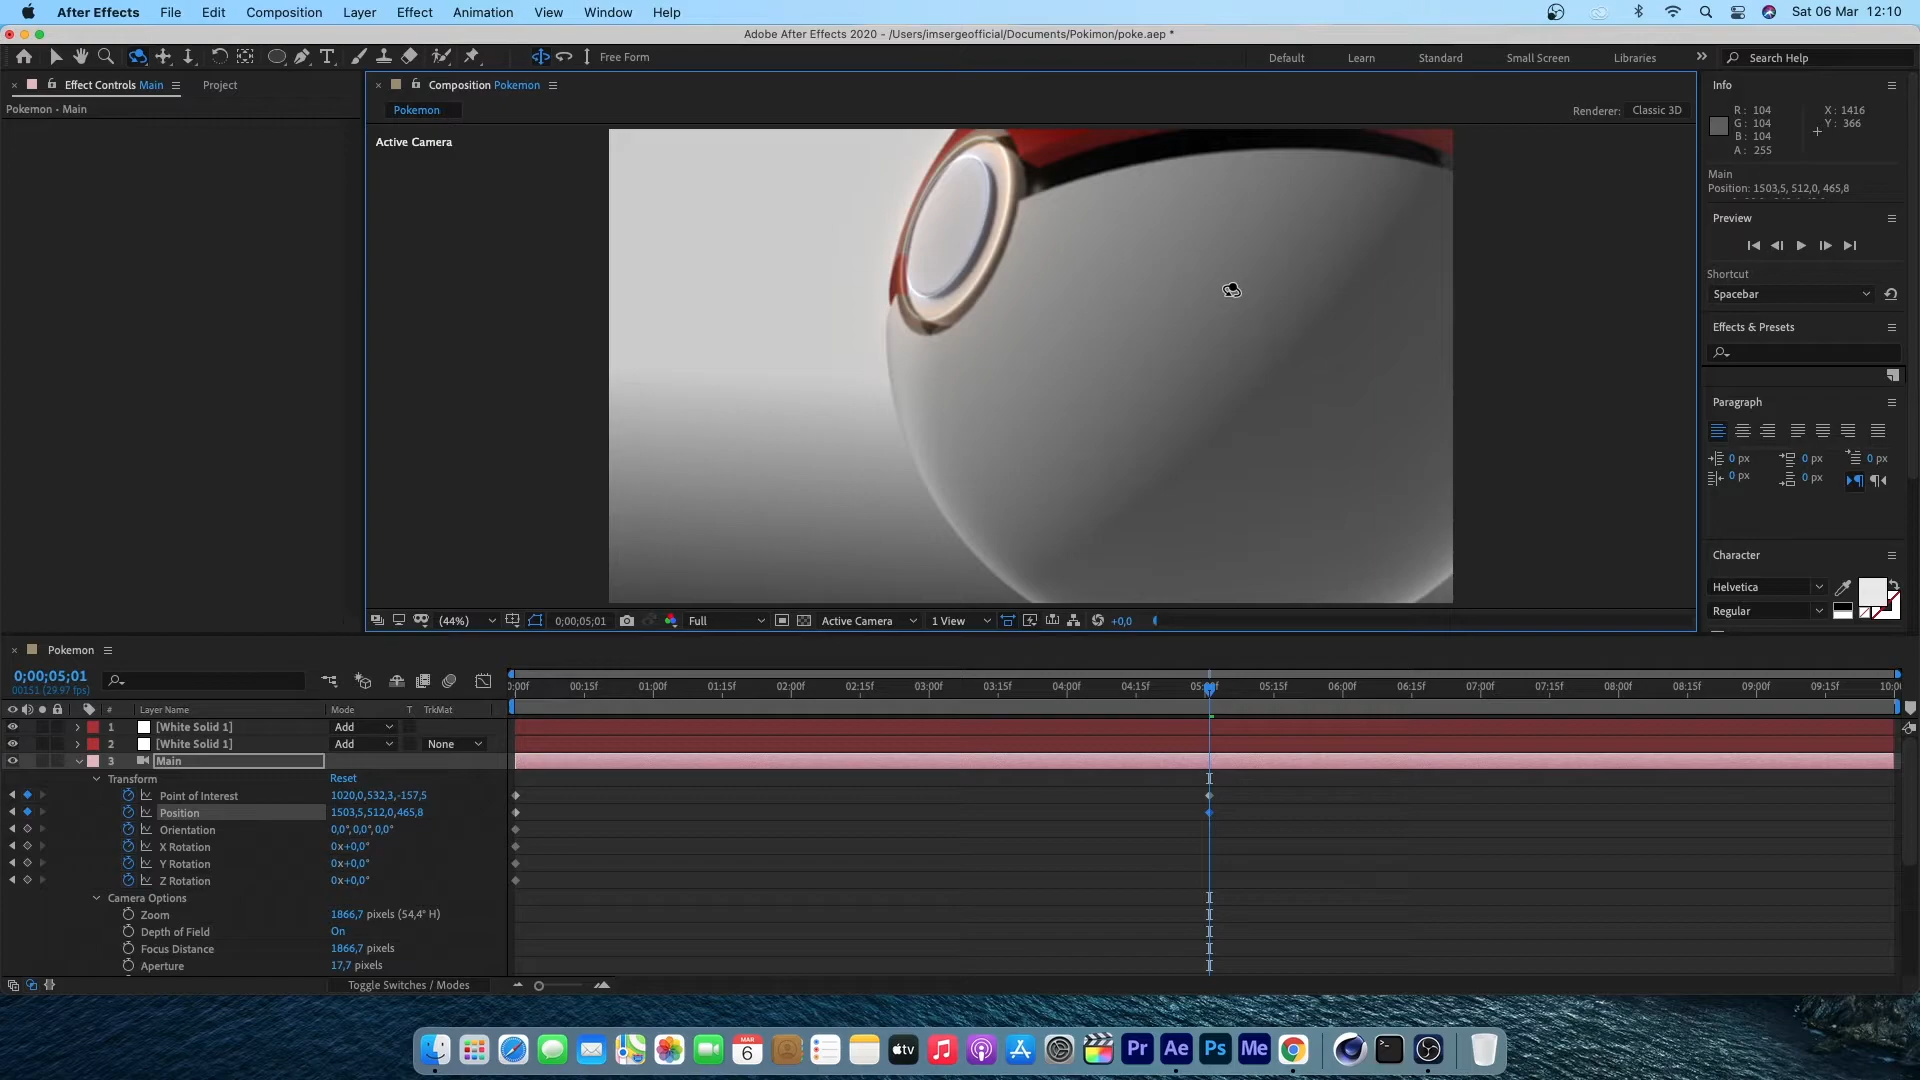 After Effects File Edit Composition Layer Effect Animation View Window Help Sat 06 Mar 12:10
Adobe After Effects 2020 - /Users/imsergeofficial/Documents/Pokimon/poke.aep *
Free Form Default Learn Standard Small Screen Libraries Search Help
Effect Controls Main Project
Pokemon - Main
Composition Pokemon
Pokemon
Renderer: Classic 3D
Active Camera
Info
R: 104 X: 1416
G: 104 Y: 366
B: 104
A: 255
Main
Position: 1503,5, 512,0, 465,8
Preview
Shortcut
Spacebar
Effects & Presets
Paragraph
0 px 0 px 0 px
0 px 0 px
Character
Helvetica
Regular
(44%) 0;00;05;01 Full Active Camera 1 View +0,0
Pokemon
0;00;05;01
00151 (29.97 fps)
:00f 00:15f 01:00f 01:15f 02:00f 02:15f 03:00f 03:15f 04:00f 04:15f 05:00f 05:15f 06:00f 06:15f 07:00f 07:15f 08:00f 08:15f 09:00f 09:15f 10:0
# Layer Name Mode T TrkMat
1 [White Solid 1] Add
2 [White Solid 1] Add None
3 Main
Transform Reset
Point of Interest 1020,0,532,3,-157,5
Position 1503,5,512,0,465,8
Orientation 0,0°,0,0°,0,0°
X Rotation 0x+0,0°
Y Rotation 0x+0,0°
Z Rotation 0x+0,0°
Camera Options
Zoom 1866,7 pixels (54,4° H)
Depth of Field On
Focus Distance 1866,7 pixels
Aperture 17,7 pixels
Toggle Switches / Modes
MAR
6
tv
Pr Ae Ps Me